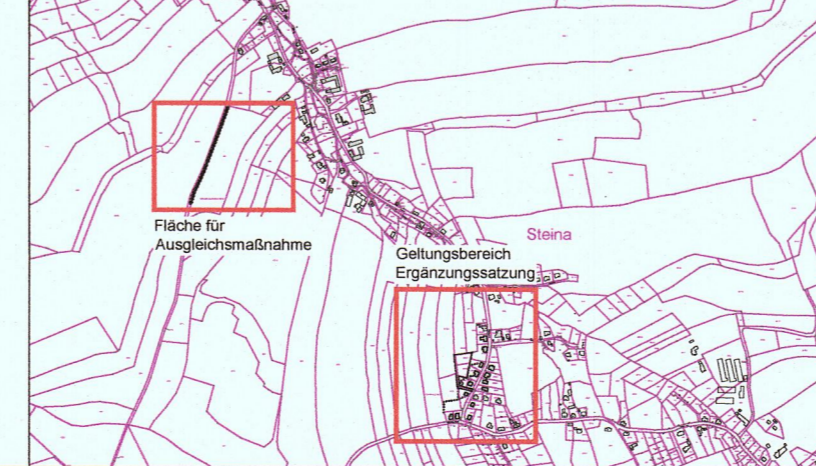 Fläche für
Ausgleichsmaßnahme
Steina
Geltungsbereich
Ergänzungssatzung